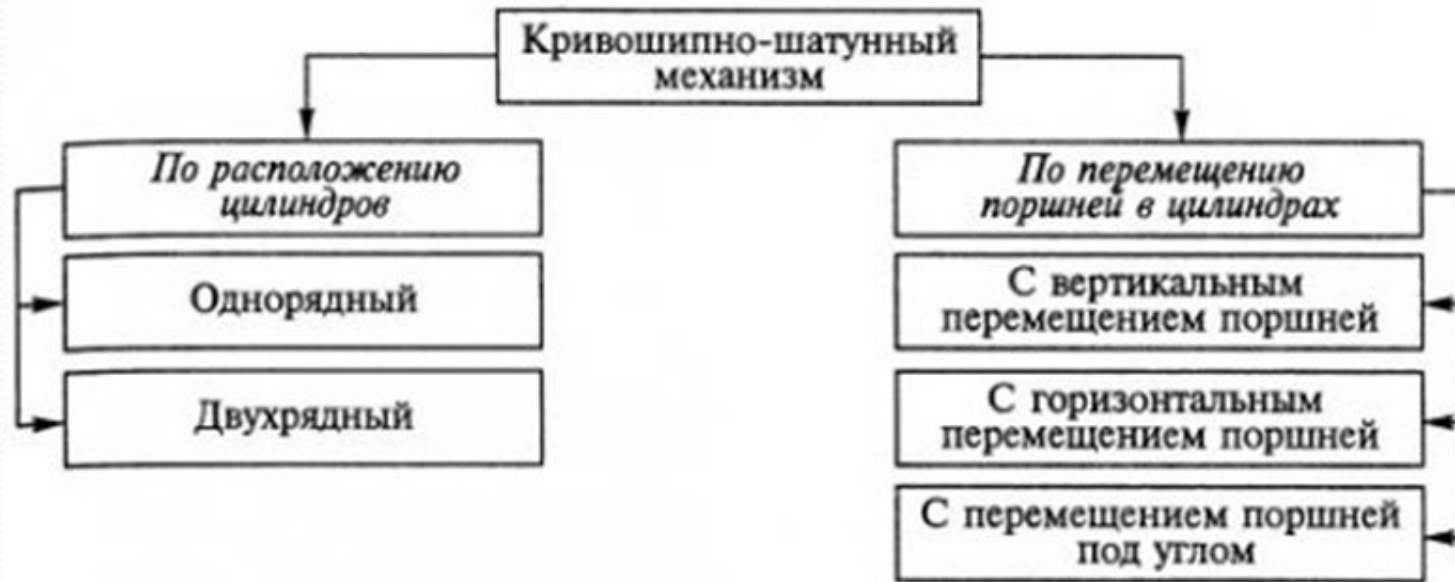 Кривошипно-шатунный
механизм
По расположению
цилиндров
Однорядный
Двухрядный
По перемещению
поршней в цилиндрах
С вертикальным
перемещением поршней
С горизонтальным
перемещением поршней
С перемещением поршней
под углом